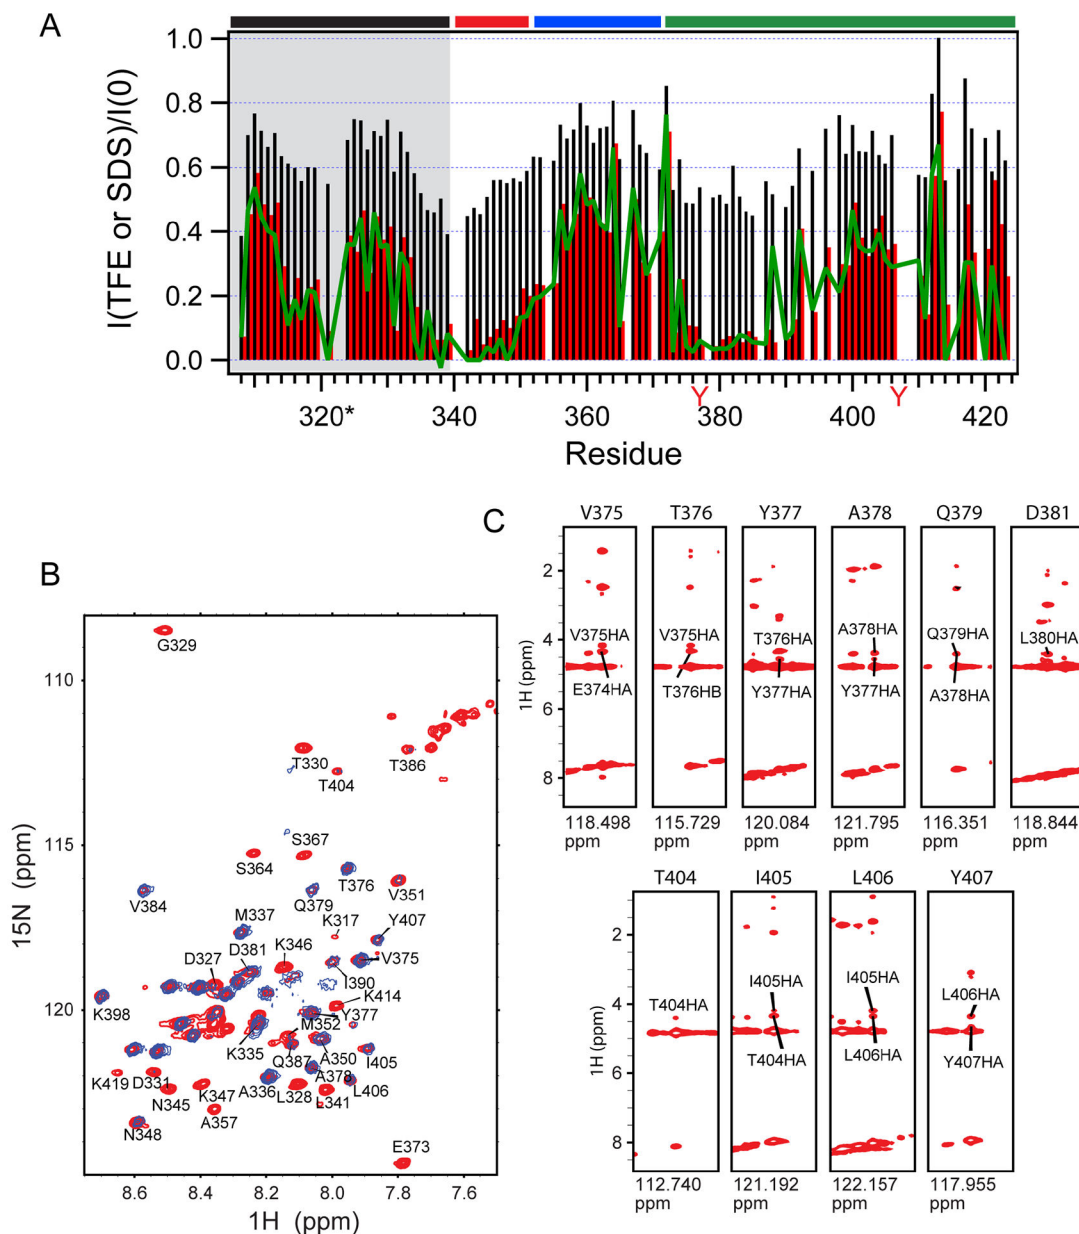 A
I(TFE or SDS)/I(0)
1.0
0.8
0.6
0.4
0.2
0.0
320*
340
360
380
400
420
Y
Y
Residue
B
15N (ppm)
110
115
120
8.6
8.4
8.2
8.0
7.8
7.6
1H (ppm)
G329
T330
T386
T404
S367
S364
T376
V351
V384
Q379
M337
K317
Y407
D381
K346
D327
V375
I390
K414
K398
Y377
M352
K335
Q387
A350
I405
A378
K419
D331
K347
A336
L328
L406
N345
L341
A357
N348
E373
C
V375
T376
Y377
A378
Q379
D381
1H (ppm)
2
4
6
8
V375HA
E374HA
V375HA
T376HB
T376HA
Y377HA
A378HA
Y377HA
Q379HA
A378HA
L380HA
118.498 ppm
115.729 ppm
120.084 ppm
121.795 ppm
116.351 ppm
118.844 ppm
T404
I405
L406
Y407
1H (ppm)
2
4
6
8
T404HA
I405HA
T404HA
I405HA
L406HA
L406HA
Y407HA
112.740 ppm
121.192 ppm
122.157 ppm
117.955 ppm